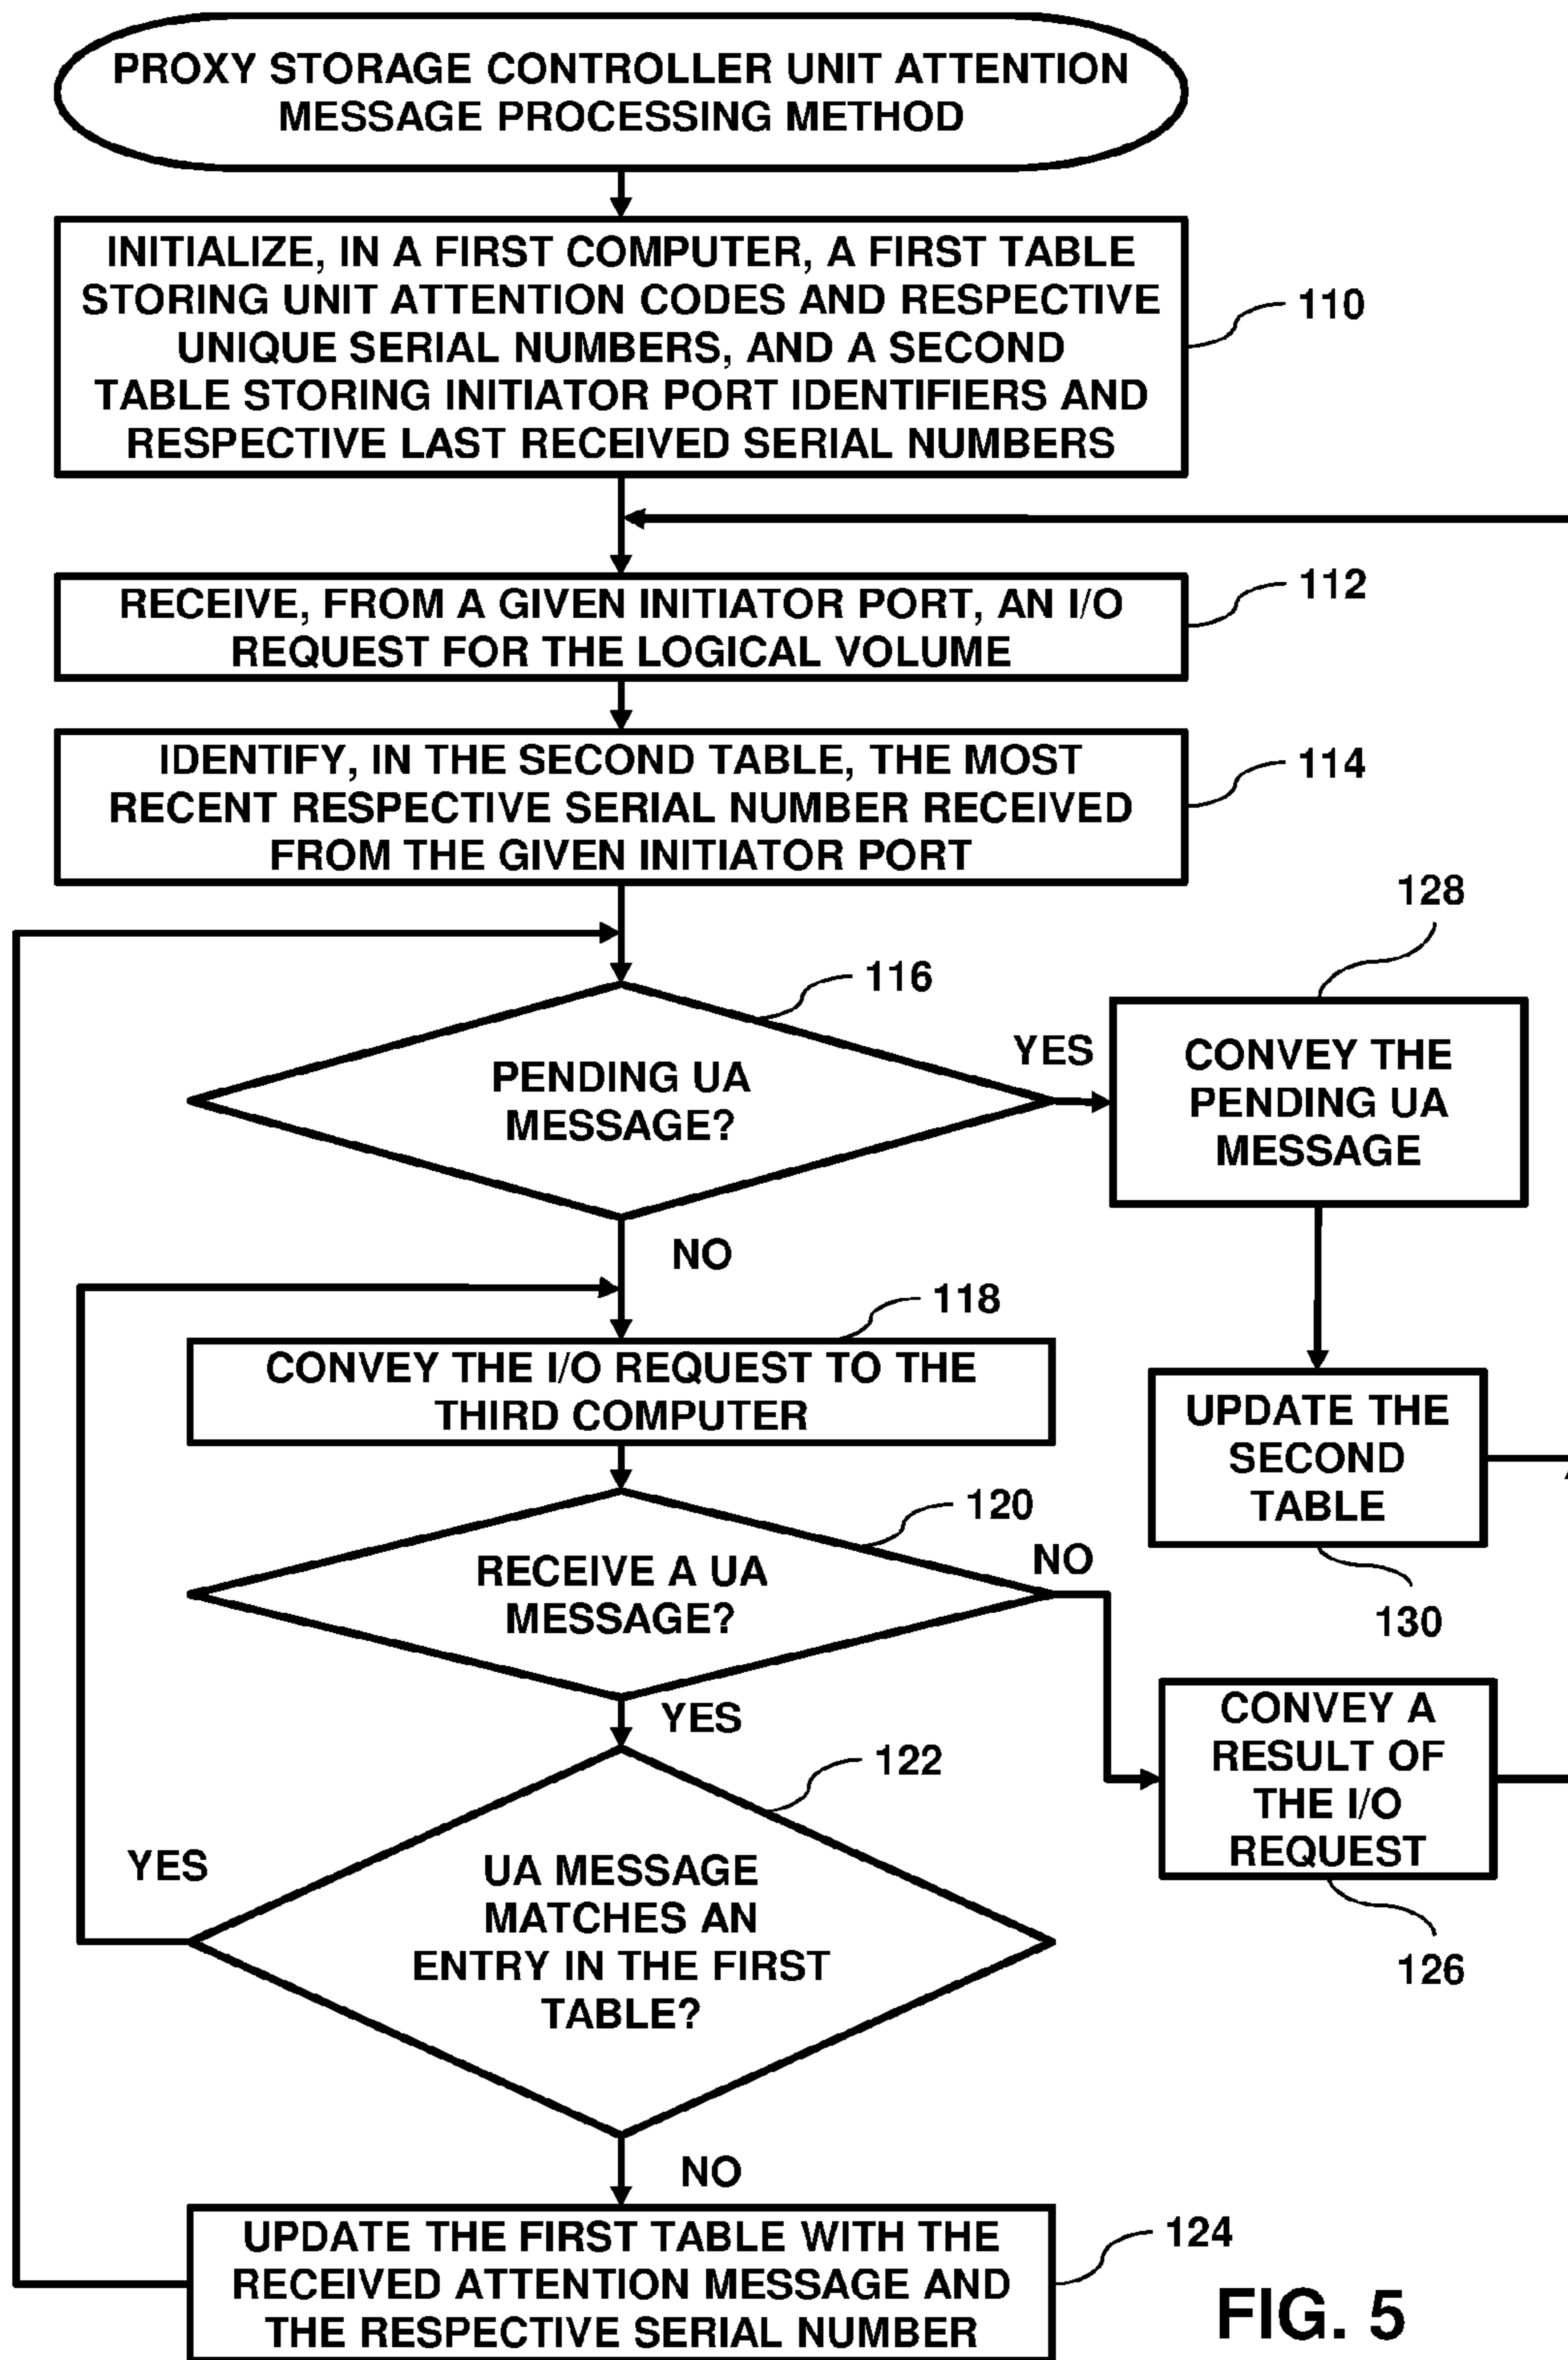 PROXY STORAGE CONTROLLER UNIT ATTENTION
MESSAGE PROCESSING METHOD
INITIALIZE, IN A FIRST COMPUTER, A FIRST TABLE
STORING UNIT ATTENTION CODES AND RESPECTIVE
UNIQUE SERIAL NUMBERS, AND A SECOND
TABLE STORING INITIATOR PORT IDENTIFIERS AND
RESPECTIVE LAST RECEIVED SERIAL NUMBERS
110
RECEIVE, FROM A GIVEN INITIATOR PORT, AN I/O
REQUEST FOR THE LOGICAL VOLUME
112
IDENTIFY, IN THE SECOND TABLE, THE MOST
RECENT RESPECTIVE SERIAL NUMBER RECEIVED
FROM THE GIVEN INITIATOR PORT
114
116
PENDING UA
MESSAGE?
YES
128
CONVEY THE
PENDING UA
MESSAGE
NO
118
CONVEY THE I/O REQUEST TO THE
THIRD COMPUTER
UPDATE THE
SECOND
TABLE
130
120
RECEIVE A UA
MESSAGE?
NO
YES
CONVEY A
RESULT OF
THE I/O
REQUEST
126
122
YES
UA MESSAGE
MATCHES AN
ENTRY IN THE FIRST
TABLE?
NO
UPDATE THE FIRST TABLE WITH THE
RECEIVED ATTENTION MESSAGE AND
THE RESPECTIVE SERIAL NUMBER
124
FIG. 5